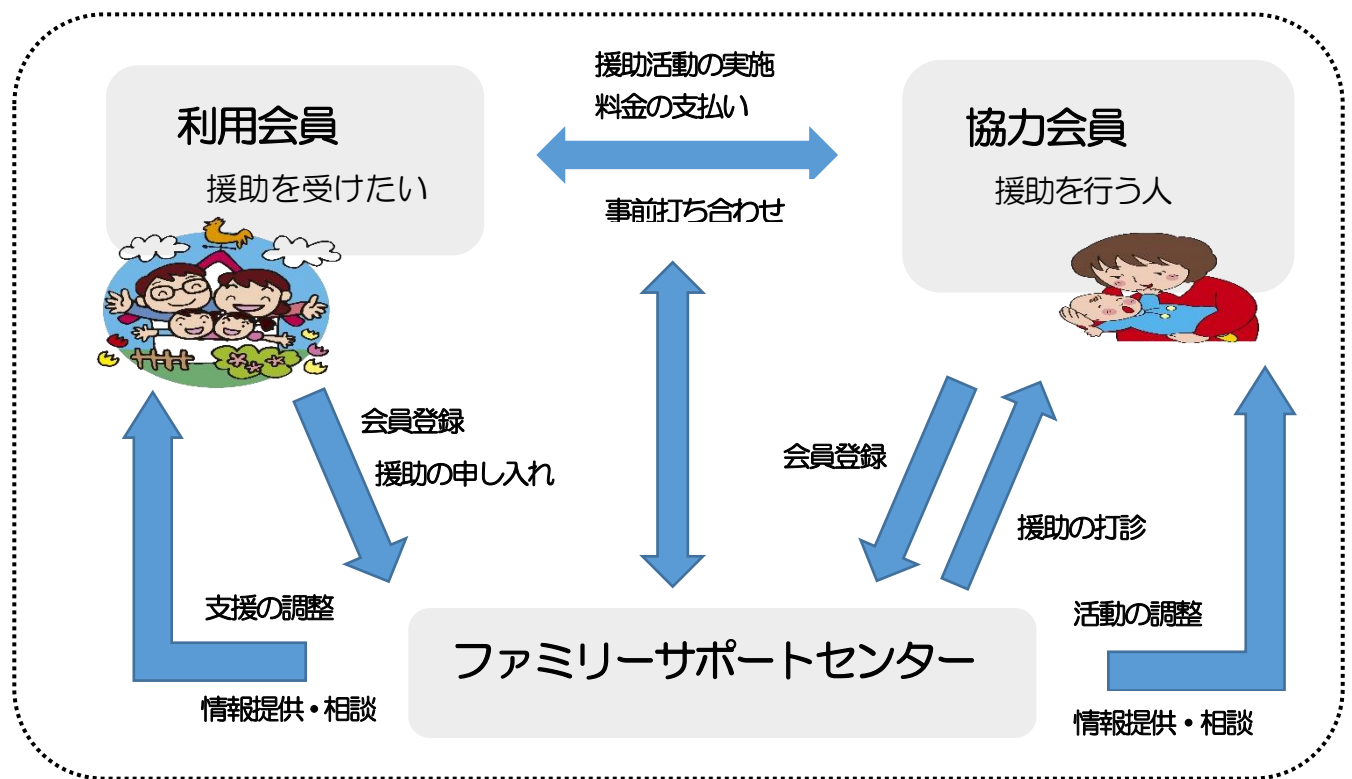 援助活動の実施
料金の支払い
利用会員
援助を受けたい
協力会員
援助を行う人
事前打ち合わせ
会員登録
援助の申し入れ
会員登録
援助の打診
支援の調整
活動の調整
ファミリーサポートセンター
情報提供・相談
情報提供・相談